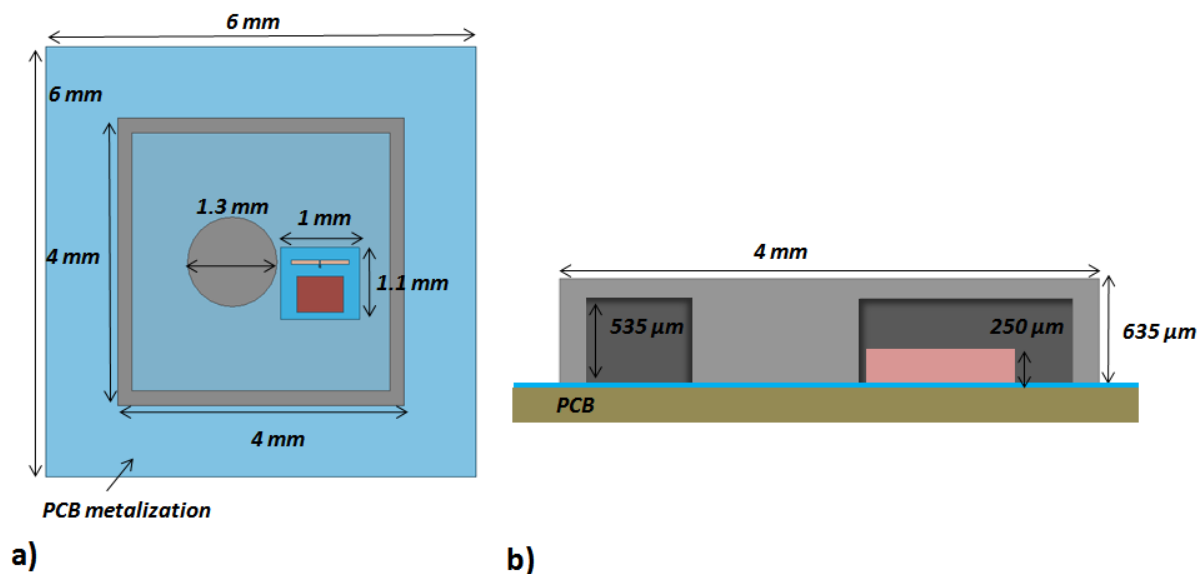 6 mm
6 mm
4 mm
1.3 mm
1 mm
1.1 mm
4 mm
PCB metalization
a)
4 mm
535 μm
250 μm
635 μm
PCB
b)